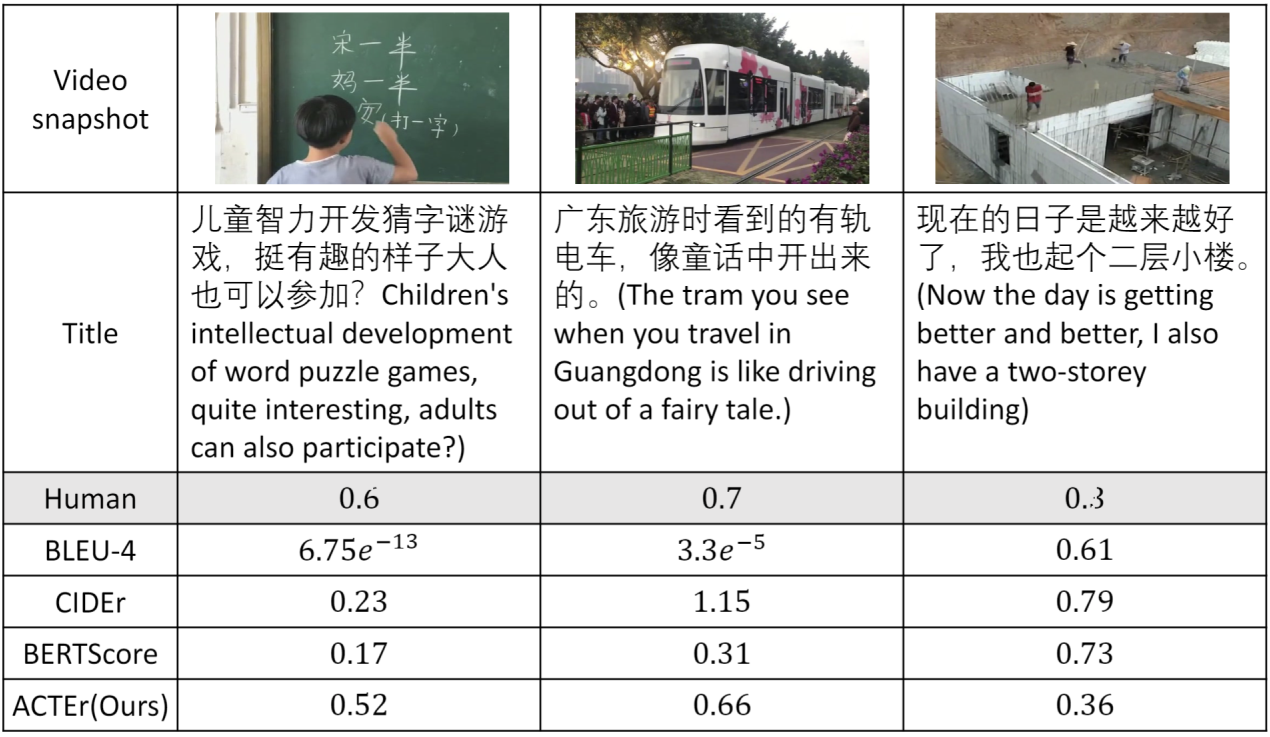 Video
snapshot
宋一半
妈一半
(打一字)
Title
儿童智力开发猜字谜游
戏，挺有趣的样子大人
也可以参加？Children's
intellectual development
of word puzzle games,
quite interesting, adults
can also participate?)
广东旅游时看到的有轨
电车，像童话中开出来
的。(The tram you see
when you travel in
Guangdong is like driving
out of a fairy tale.)
现在的日子是越来越好
了，我也起个二层小楼。
(Now the day is getting
better and better, I also
have a two-storey
building)
Human 0.6 0.7
BLEU-4 6.75e⁻¹³ 3.3e⁻⁵ 0.61
CIDEr 0.23 1.15 0.79
BERTScore 0.17 0.31 0.73
ACTEr(Ours) 0.52 0.66 0.36